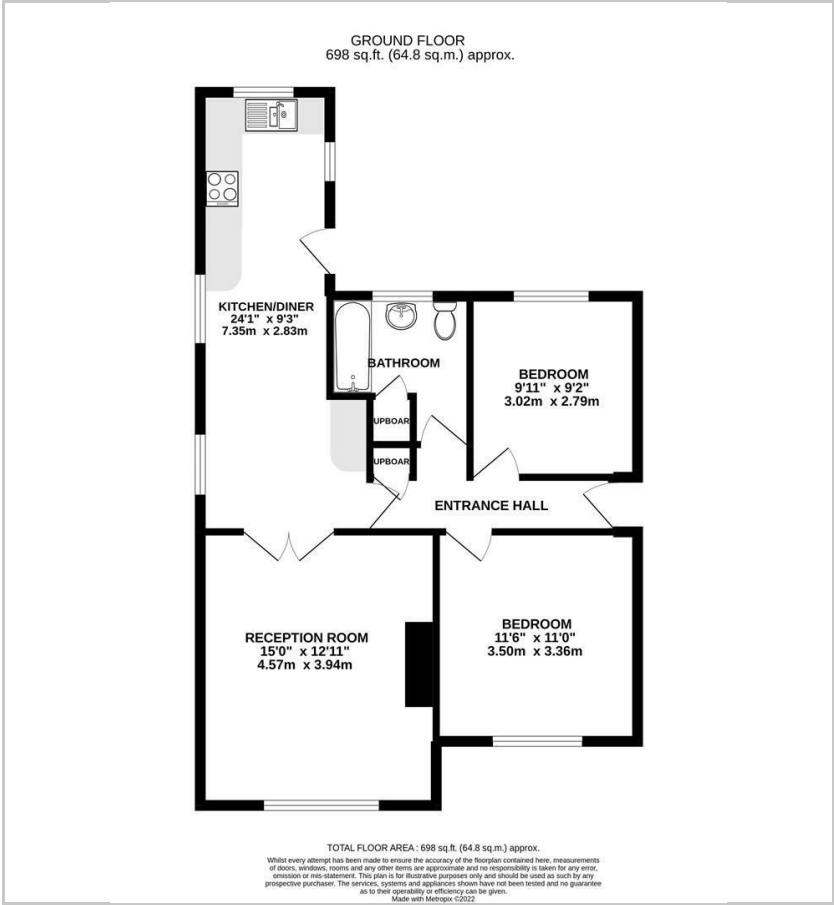 GROUND FLOOR
698 sq.ft. (64.8 sq.m.) approx.
KITCHEN/DINER
24'1" x 9'3"
7.35m x 2.83m
BATHROOM
BEDROOM
9'11" x 9'2"
3.02m x 2.79m
UPBOAR
UPBOAR
ENTRANCE HALL
RECEPTION ROOM
15'0" x 12'11"
4.57m x 3.94m
BEDROOM
11'6" x 11'0"
3.50m x 3.36m
TOTAL FLOOR AREA : 698 sq.ft. (64.8 sq.m.) approx.
Whilst every attempt has been made to ensure the accuracy of the floorplan contained here, measurements
of doors, windows, rooms and any other items are approximate and no responsibility is taken for any error,
omission or mis-statement. This plan is for illustrative purposes only and should be used as such by any
prospective purchaser. The services, systems and appliances shown have not been tested and no guarantee
as to their operability or efficiency can be given.
Made with Metropix ©2022